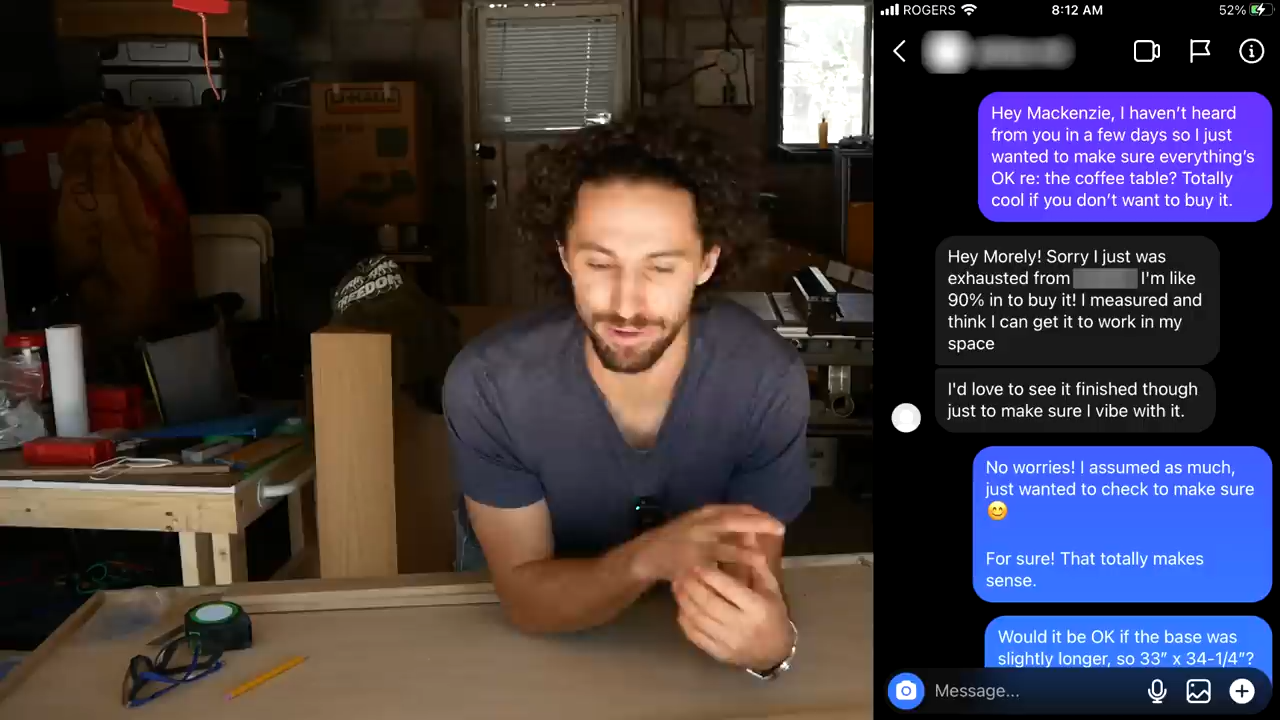 FREEDOM
ROGERS
8:12 AM
52%
Hey Mackenzie, I haven’t heard
from you in a few days so I just
wanted to make sure everything’s
OK re: the coffee table? Totally
cool if you don’t want to buy it.
Hey Morely! Sorry I just was
exhausted from I'm like
90% in to buy it! I measured and
think I can get it to work in my
space
I'd love to see it finished though
just to make sure I vibe with it.
No worries! I assumed as much,
just wanted to check to make sure
😊
For sure! That totally makes
sense.
Would it be OK if the base was
slightly longer, so 33” x 34-1/4”?
Message...